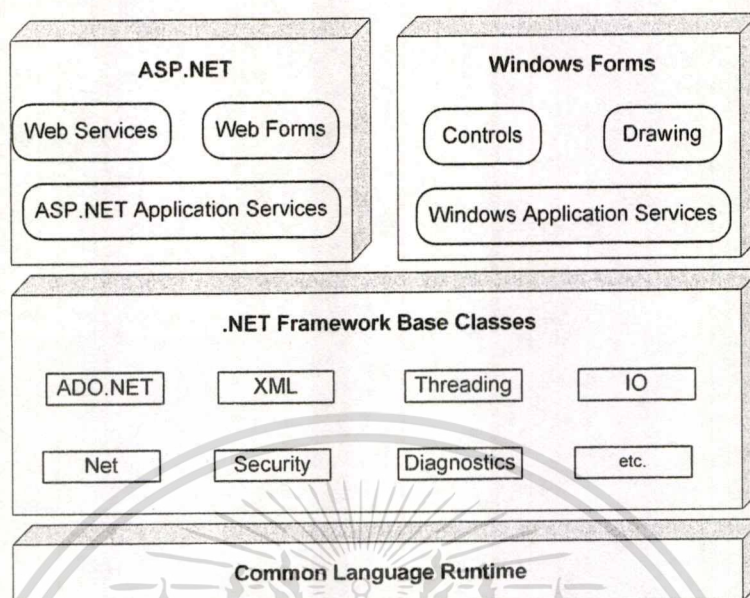 ASP.NET
Web Services Web Forms
ASP.NET Application Services
Windows Forms
Controls Drawing
Windows Application Services
.NET Framework Base Classes
ADO.NET XML Threading IO
Net Security Diagnostics etc.
Common Language Runtime